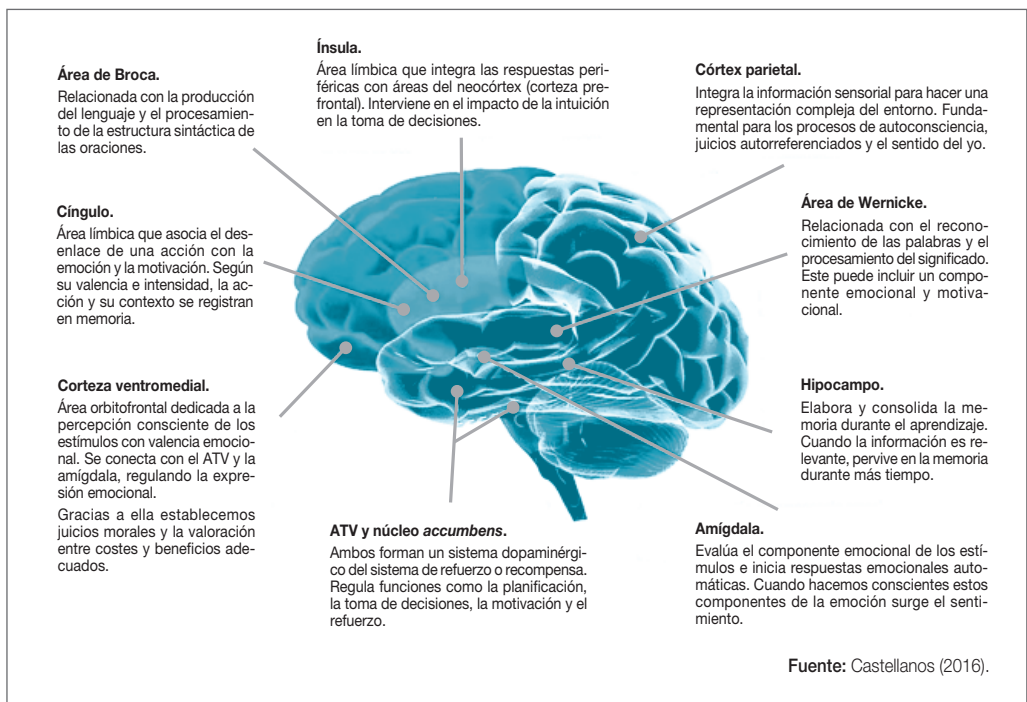 Área de Broca.
Relacionada con la producción
del lenguaje y el procesamien-
to de la estructura sintáctica de
las oraciones.
Ínsula.
Área límbica que integra las respuestas peri-
féricas con áreas del neocórtex (corteza pre-
frontal). Interviene en el impacto de la intuición
en la toma de decisiones.
Córtex parietal.
Integra la información sensorial para hacer una
representación compleja del entorno. Funda-
mental para los procesos de autoconsciencia,
juicios autorreferenciados y el sentido del yo.
Cíngulo.
Área límbica que asocia el des-
enlace de una acción con la
emoción y la motivación. Según
su valencia e intensidad, la ac-
ción y su contexto se registran
en memoria.
Área de Wernicke.
Relacionada con el recono-
cimiento de las palabras y el
procesamiento del significado.
Este puede incluir un compo-
nente emocional y motiva-
cional.
Corteza ventromedial.
Área orbitofrontal dedicada a la
percepción consciente de los
estímulos con valencia emocio-
nal. Se conecta con el ATV y la
amígdala, regulando la expre-
sión emocional.
Gracias a ella establecemos
juicios morales y la valoración
entre costes y beneficios ade-
cuados.
Hipocampo.
Elabora y consolida la me-
moria durante el aprendizaje.
Cuando la información es re-
levante, pervive en la memoria
durante más tiempo.
ATV y núcleo accumbens.
Ambos forman un sistema dopaminérgi-
co del sistema de refuerzo o recompensa.
Regula funciones como la planificación,
la toma de decisiones, la motivación y el
refuerzo.
Amígdala.
Evalúa el componente emocional de los estí-
mulos e inicia respuestas emocionales auto-
máticas. Cuando hacemos conscientes estos
componentes de la emoción surge el senti-
miento.
Fuente: Castellanos (2016).